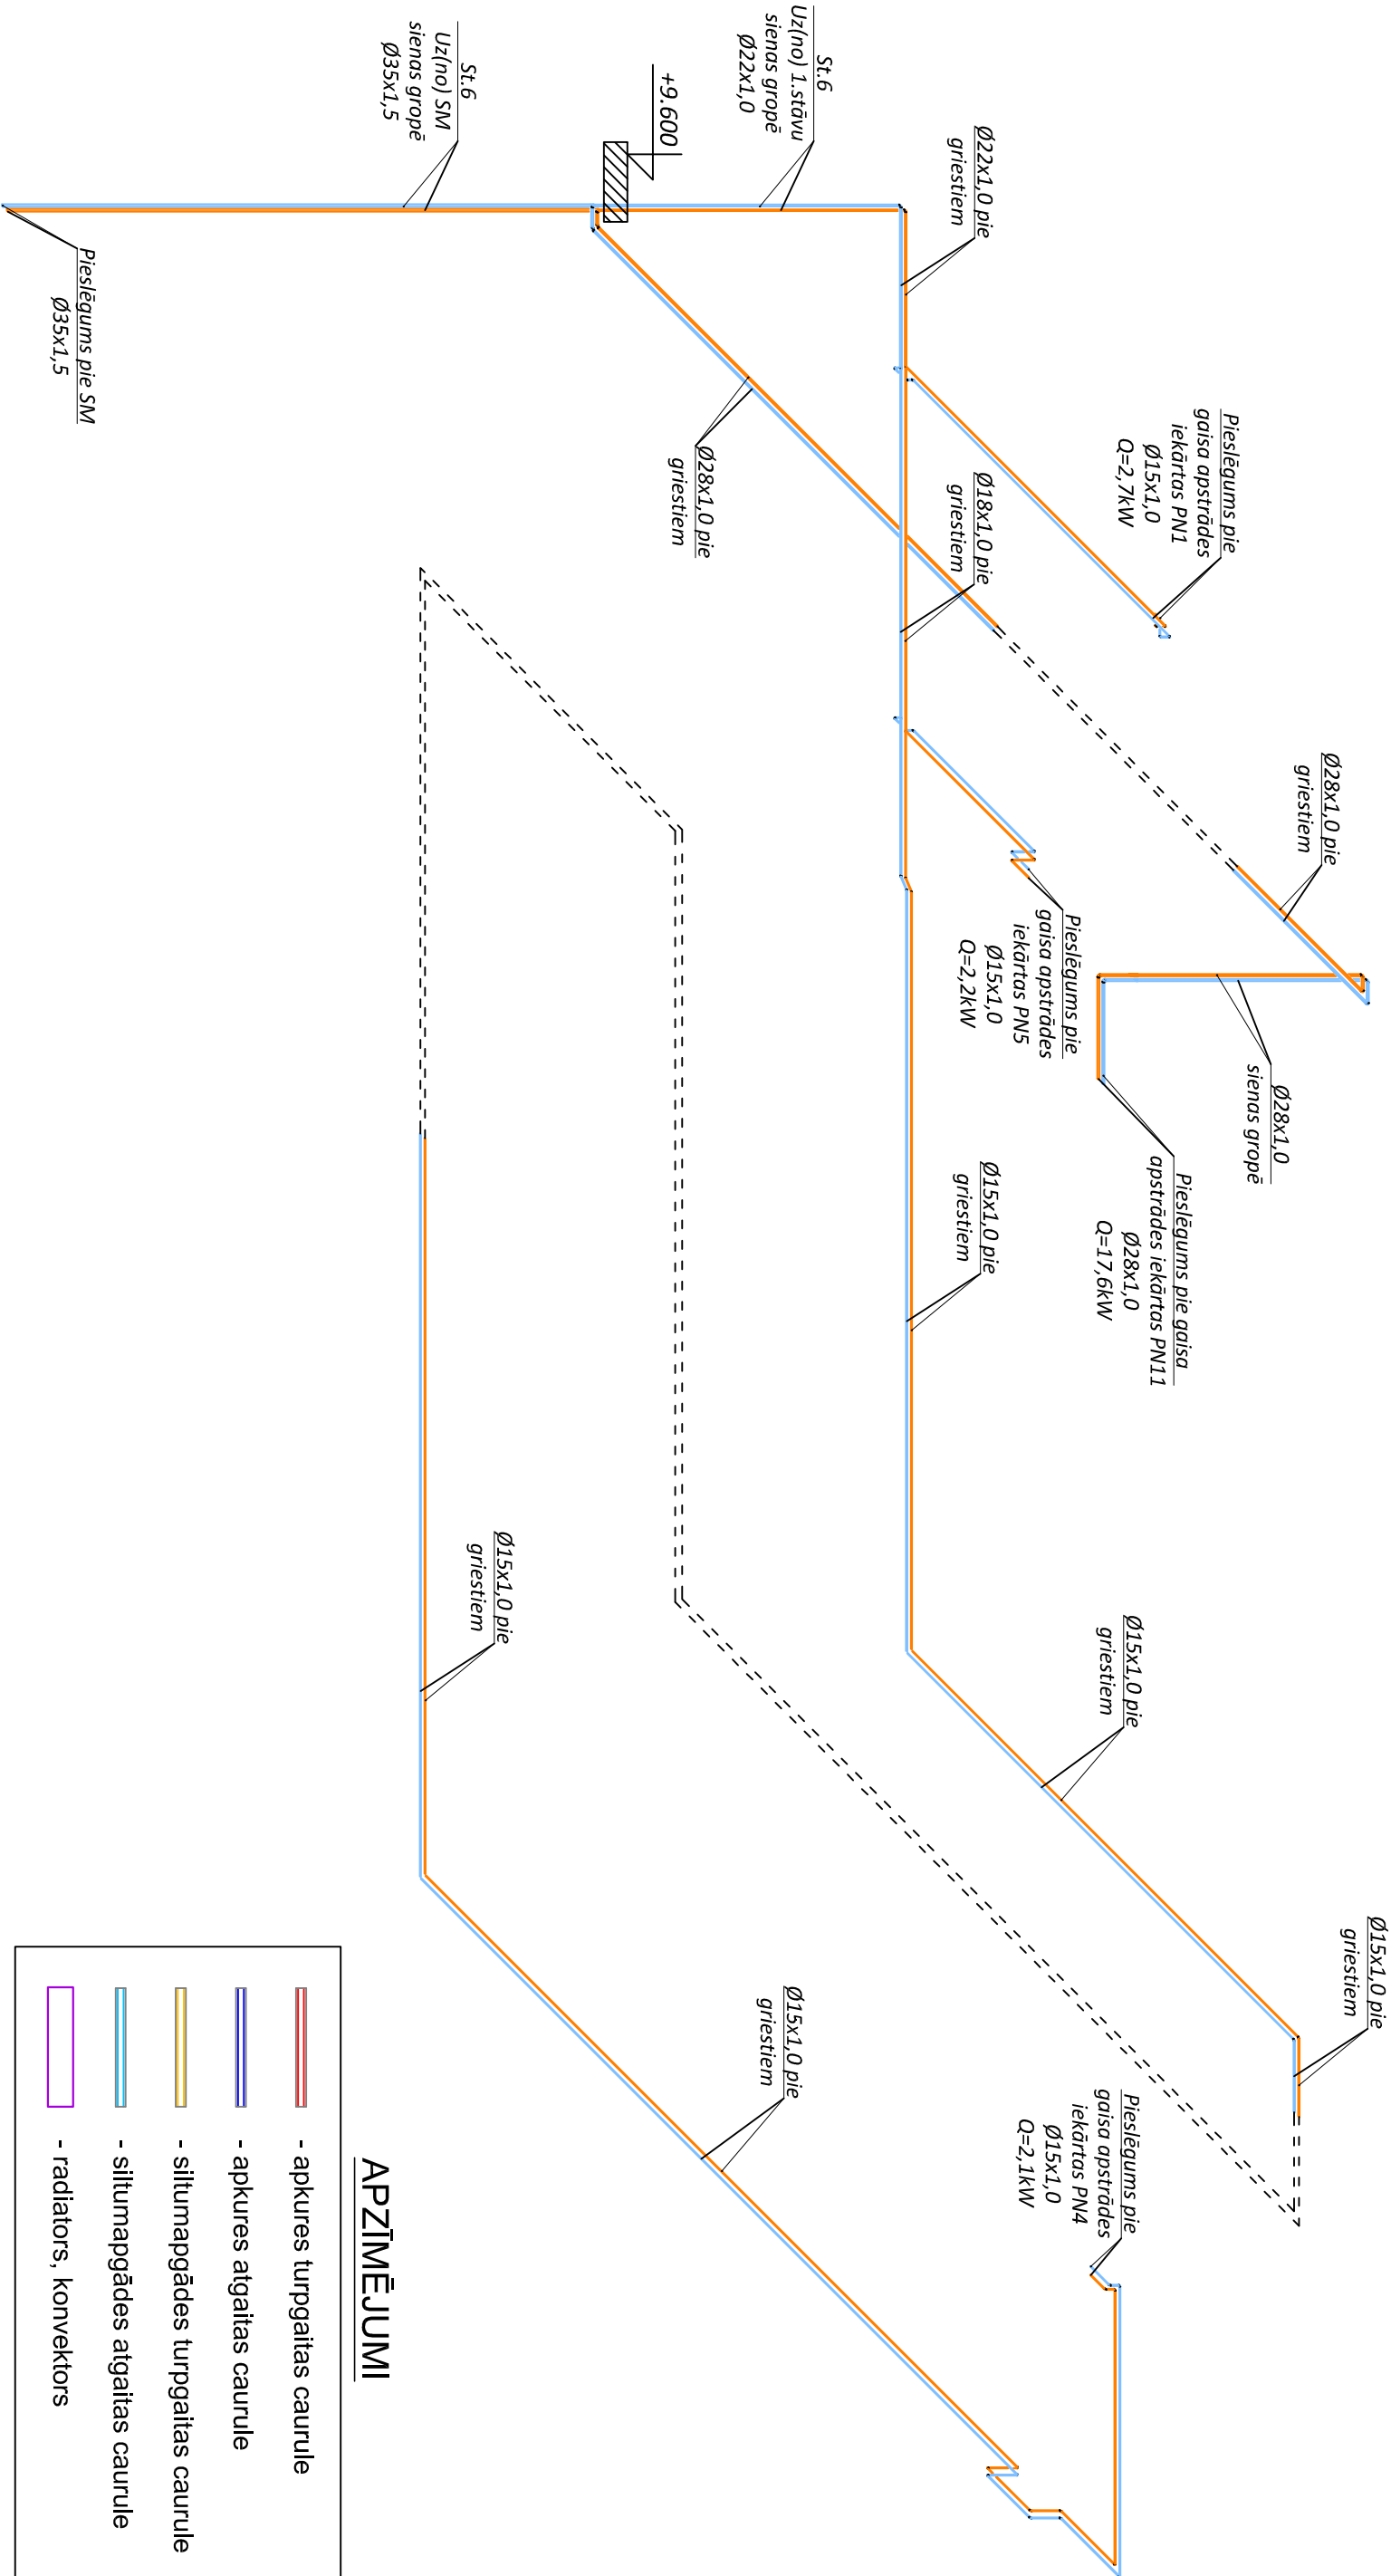 St.6
Uz(no) 1.stāvu
sienas gropē
Ø22x1,0
St.6
Uz(no) SM
sienas gropē
Ø35x1,5
+9.600
Pieslēgums pie SM
Ø35x1,5
Ø22x1,0 pie
griestiem
Pieslēgums pie
gaisa apstrādes
iekārtas PN1
Ø15x1,0
Q=2,7kW
Ø28x1,0 pie
griestiem
Ø18x1,0 pie
griestiem
Ø28x1,0 pie
griestiem
Pieslēgums pie
gaisa apstrādes
iekārtas PN5
Ø15x1,0
Q=2,2kW
Ø28x1,0
sienas gropē
Pieslēgums pie gaisa
apstrādes iekārtas PN11
Ø28x1,0
Q=17,6kW
Ø15x1,0 pie
griestiem
Ø15x1,0 pie
griestiem
Ø15x1,0 pie
griestiem
Ø15x1,0 pie
griestiem
Ø15x1,0 pie
griestiem
Pieslēgums pie
gaisa apstrādes
iekārtas PN4
Ø15x1,0
Q=2,1kW
APZĪMĒJUMI
- apkures turpgaitas caurule
- apkures atgaitas caurule
- siltumapgādes turpgaitas caurule
- siltumapgādes atgaitas caurule
- radiators, konvektors